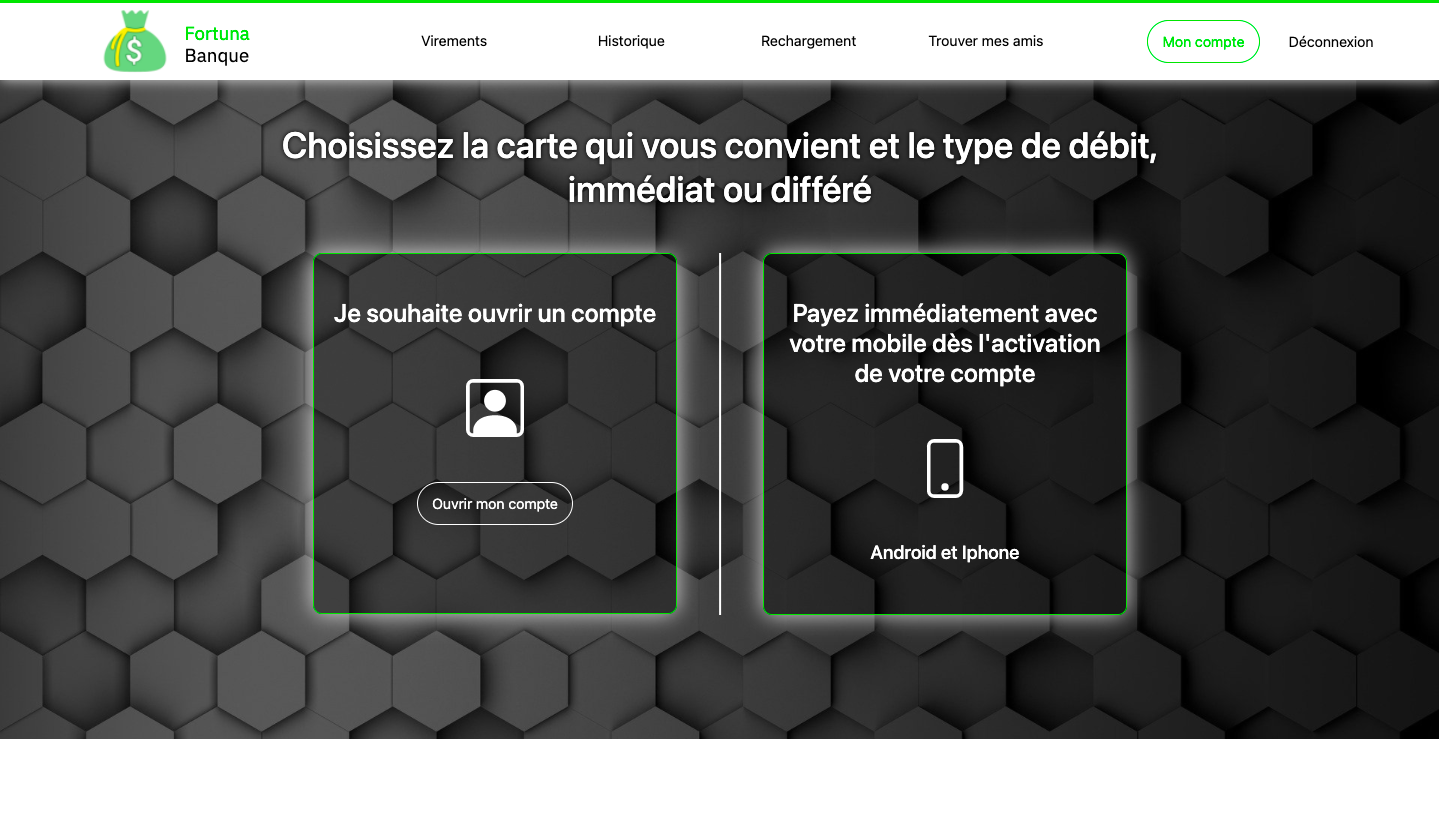 Fortuna
Banque
Virements
Historique
Rechargement
Trouver mes amis
Mon compte
Déconnexion
Choisissez la carte qui vous convient et le type de débit,
immédiat ou différé
Je souhaite ouvrir un compte
Ouvrir mon compte
Payez immédiatement avec
votre mobile dès l'activation
de votre compte
Android et Iphone